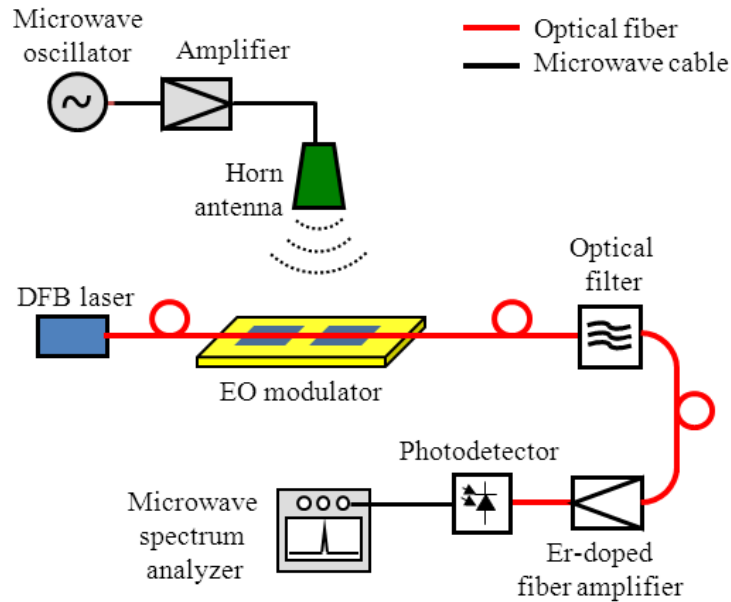 Microwave
oscillator
Amplifier
Optical fiber
Microwave cable
Horn
antenna
Optical
filter
DFB laser
EO modulator
Photodetector
Microwave
spectrum
analyzer
Er-doped
fiber amplifier